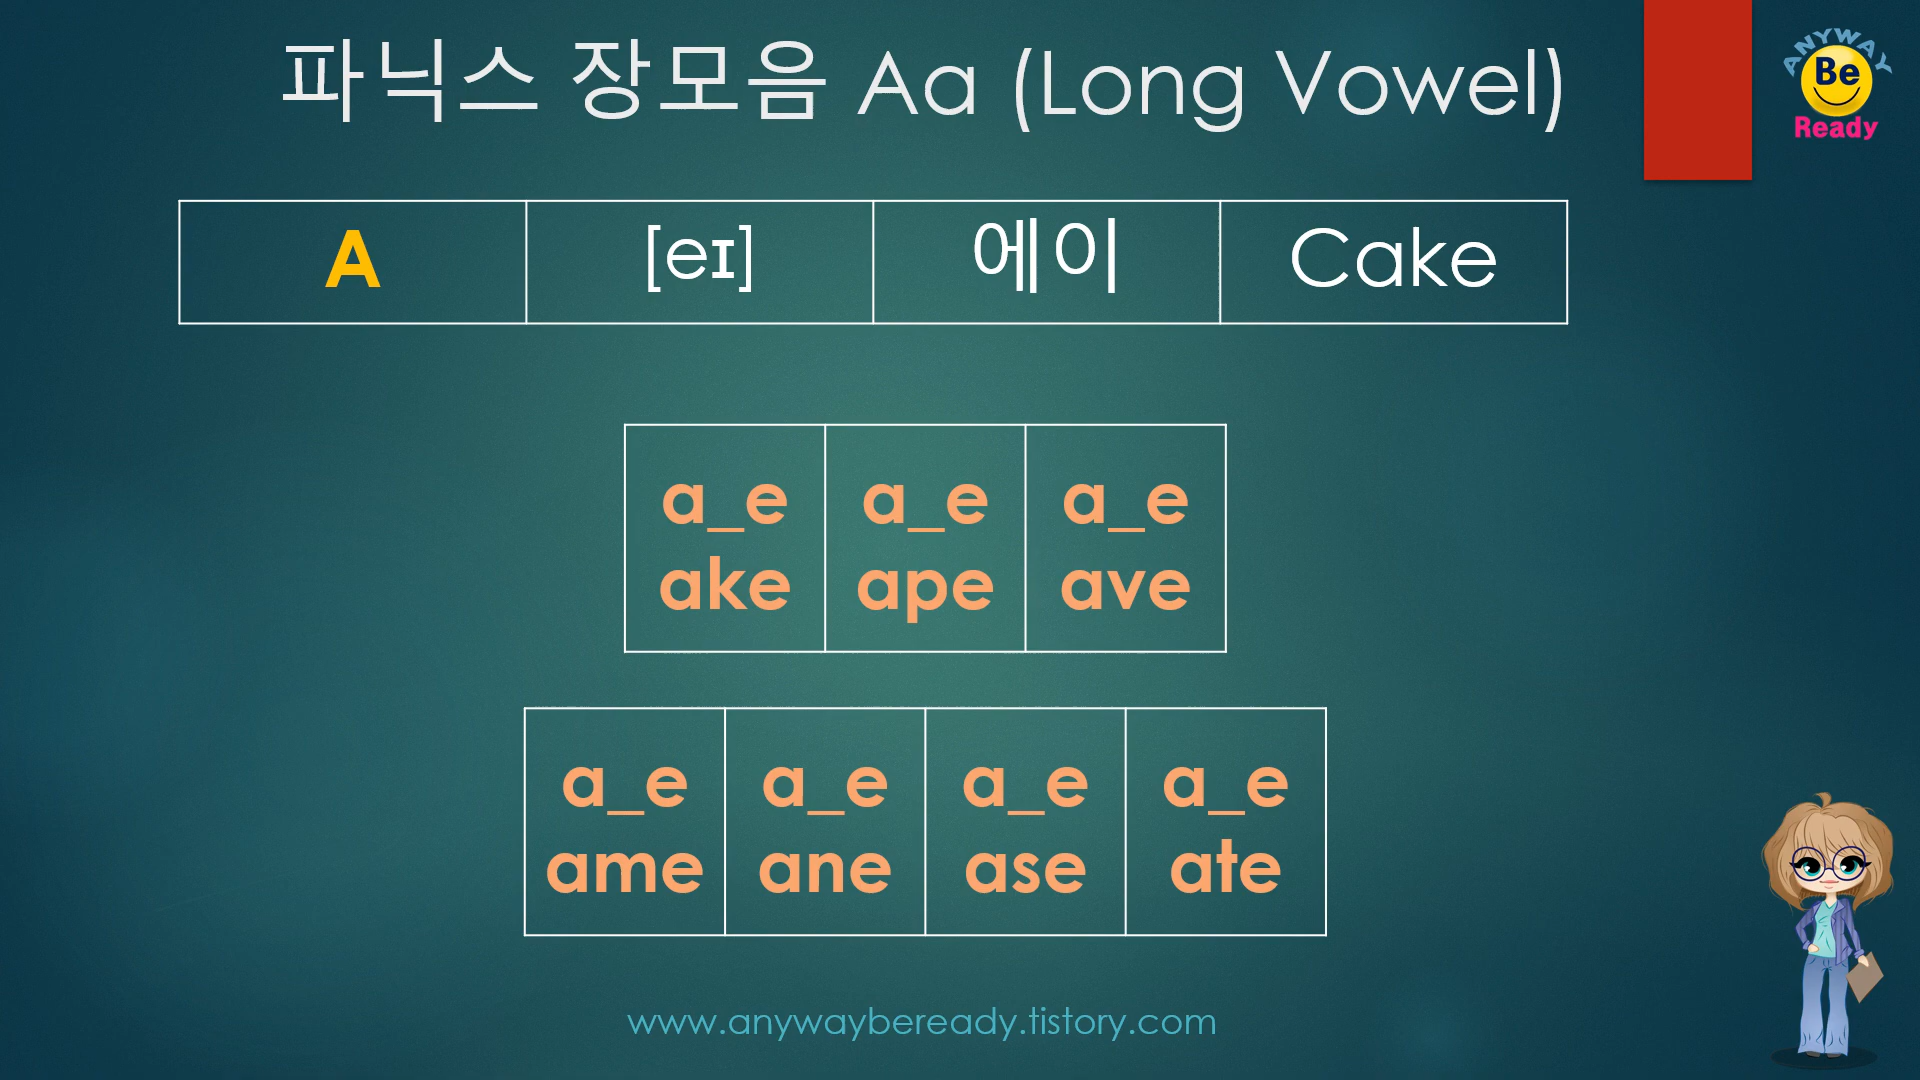 파닉스 장모음 Aa (Long Vowel)
ANYWAY
Be
Ready
A [eɪ] 에이 Cake
a_e a_e a_e
ake ape ave
a_e a_e a_e a_e
ame ane ase ate
www.anywaybeready.tistory.com